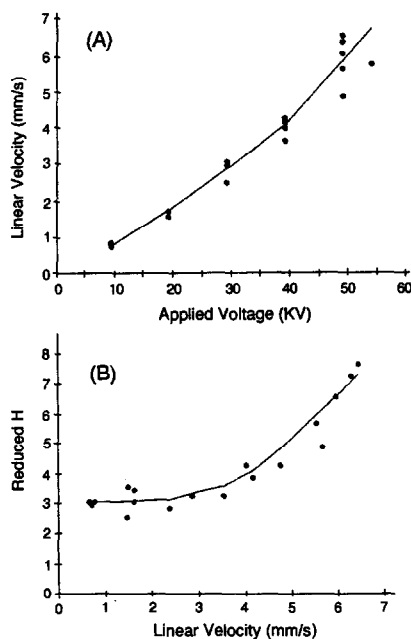 (A)
Linear Velocity (mm/s)
7
6
5
4
3
2
1
0
0 10 20 30 40 50 60
Applied Voltage (KV)
(B)
Reduced H
8
7
6
5
4
3
2
1
0
0 1 2 3 4 5 6 7
Linear Velocity (mm/s)